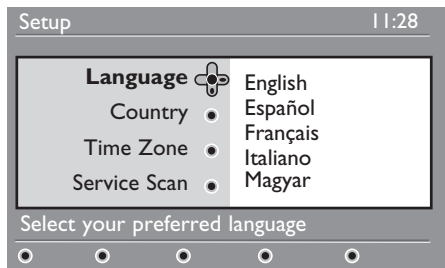 Setup 11:28
Language
Country
Time Zone
Service Scan
English
Español
Français
Italiano
Magyar
Select your preferred language